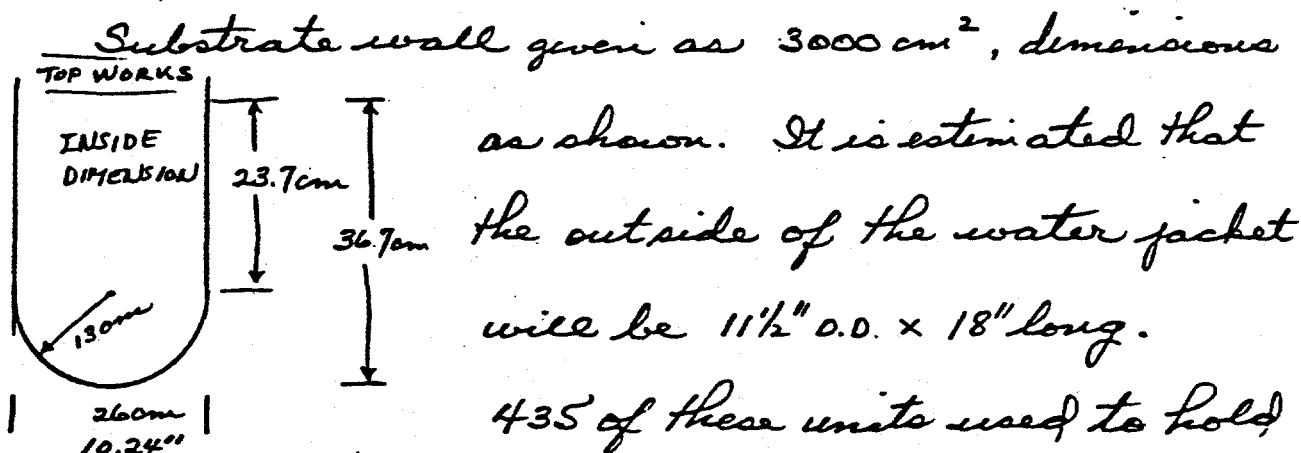 Substrate wall given as 3000 cm², dimensions
TOP WORKS
as shown. It is estimated that
INSIDE
DIMENSION
23.7cm
36.7cm
the outside of the water jacket
13.0cm
will be 11½" O.D. x 18" long.
26cm
10.24"
435 of these units used to hold